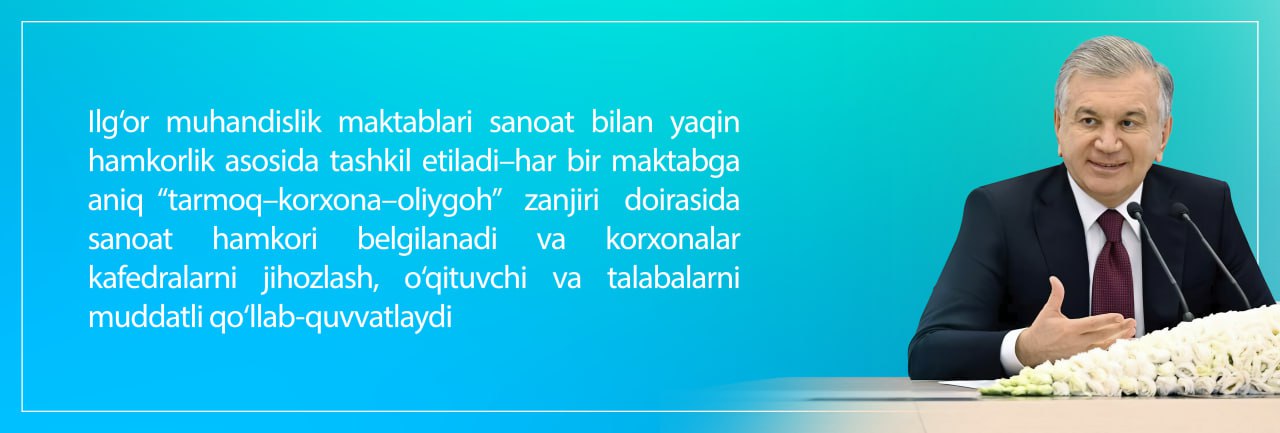 Ilg‘or muhandislik maktablari sanoat bilan yaqin
hamkorlik asosida tashkil etiladi–har bir maktabga
aniq “tarmoq–korxona–oliygoh” zanjiri doirasida
sanoat hamkori belgilanadi va korxonalar
kafedralarni jihozlash, o‘qituvchi va talabalarni
muddatli qo‘llab-quvvatlaydi